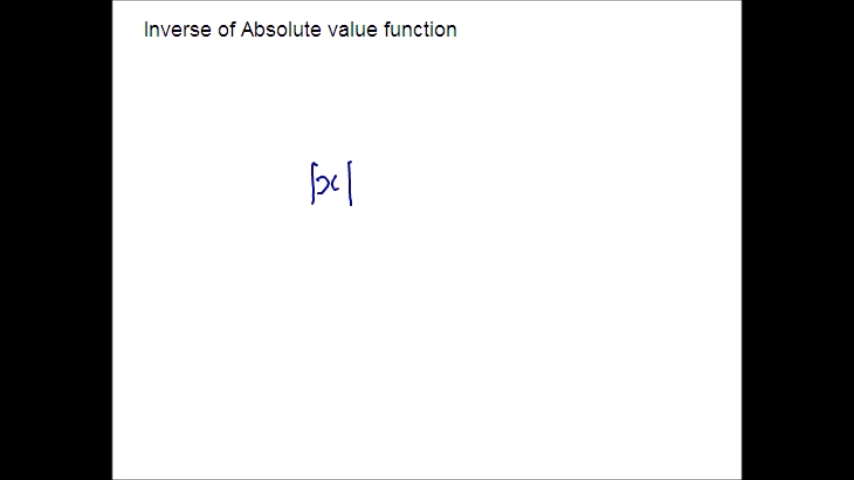 Inverse of Absolute value function
|x|